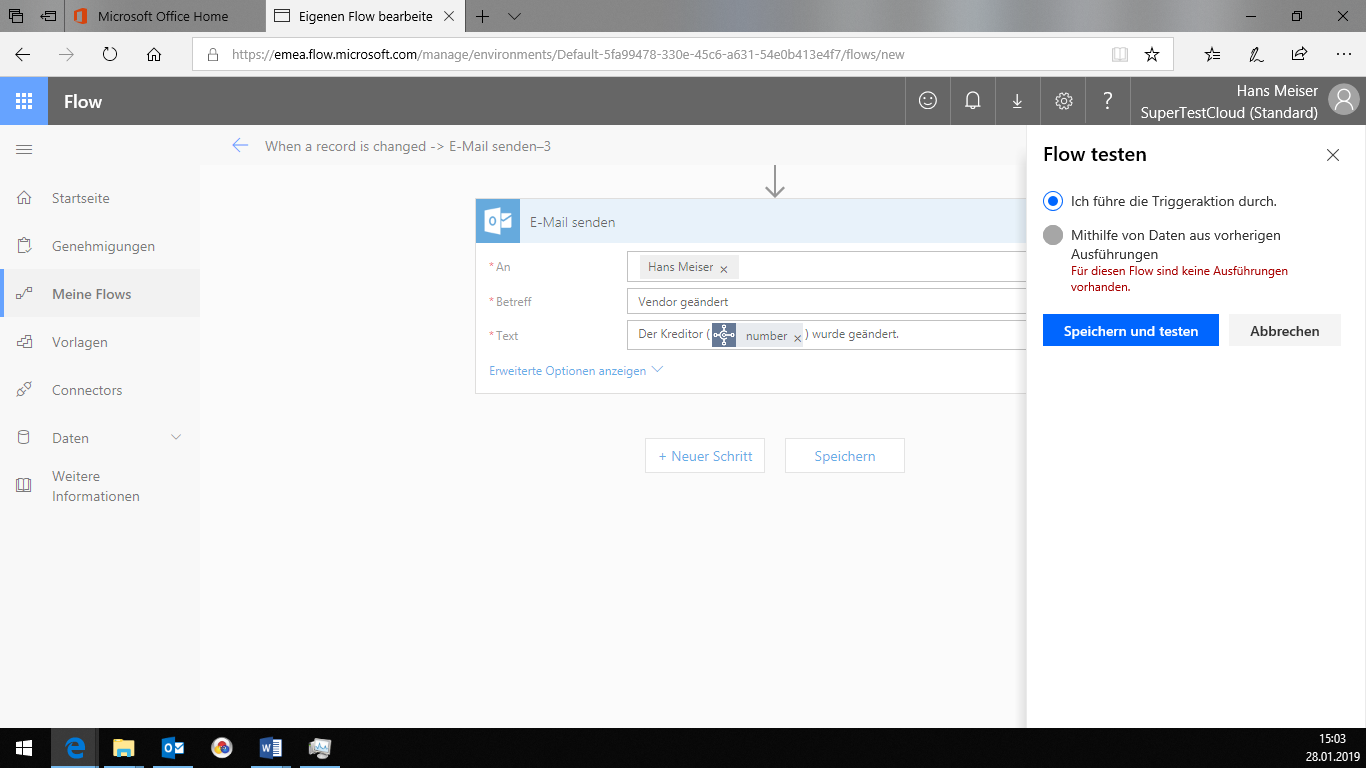 Microsoft Office Home
Eigenen Flow bearbeite
https://emea.flow.microsoft.com/manage/environments/Default-5fa99478-330e-45c6-a631-54e0b413e4f7/flows/new
Flow
Hans Meiser
SuperTestCloud (Standard)
When a record is changed -> E-Mail senden–3
Startseite
Genehmigungen
Meine Flows
Vorlagen
Connectors
Daten
Weitere
Informationen
E-Mail senden
* An
Hans Meiser ×
* Betreff
Vendor geändert
* Text
Der Kreditor ( number × ) wurde geändert.
Erweiterte Optionen anzeigen
+ Neuer Schritt
Speichern
Flow testen
Ich führe die Triggeraktion durch.
Mithilfe von Daten aus vorherigen
Ausführungen
Für diesen Flow sind keine Ausführungen
vorhanden.
Speichern und testen
Abbrechen
15:03
28.01.2019